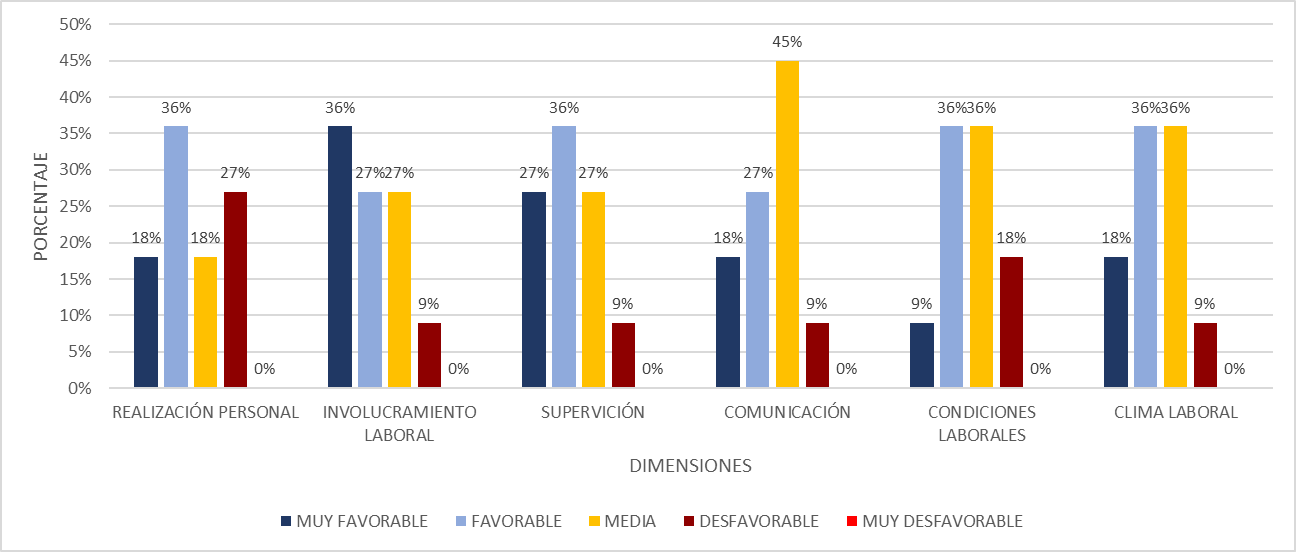 50%
45%
40%
35%
30%
25%
20%
15%
10%
5%
0%
PORCENTAJE
18% 36% 18% 27% 0%
36% 27% 27% 9% 0%
27% 36% 27% 9% 0%
18% 27% 45% 9% 0%
9% 36% 36% 18% 0%
18% 36% 36% 9% 0%
REALIZACIÓN PERSONAL
INVOLUCRAMIENTO
LABORAL
SUPERVICIÓN
COMUNICACIÓN
CONDICIONES
LABORALES
CLIMA LABORAL
DIMENSIONES
MUY FAVORABLE FAVORABLE MEDIA DESFAVORABLE MUY DESFAVORABLE